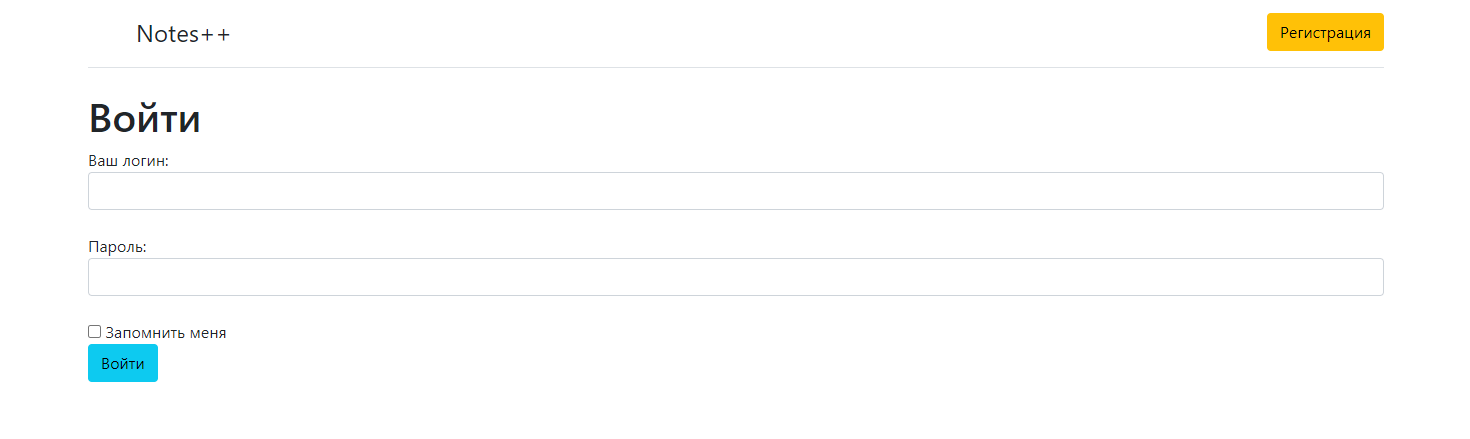 Notes++
Регистрация
Войти
Ваш логин:
Пароль:
Запомнить меня
Войти